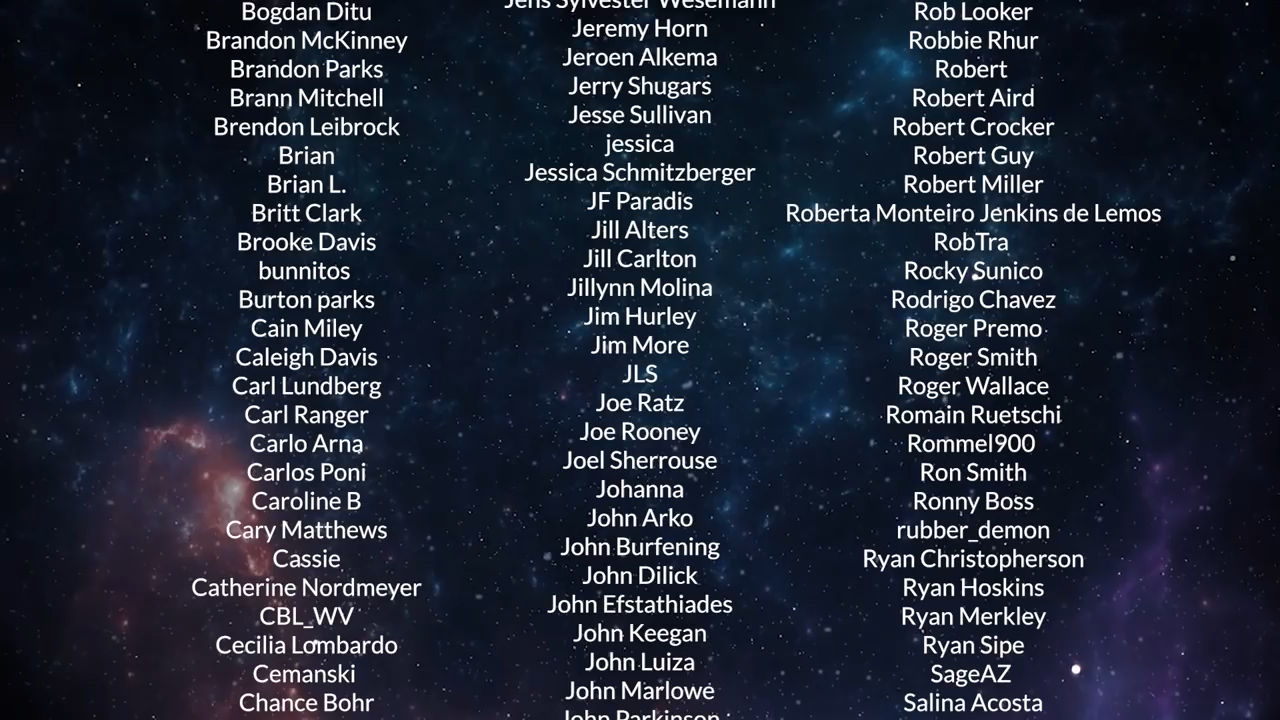 Bogdan Ditu
Brandon McKinney
Brandon Parks
Brann Mitchell
Brendon Leibrock
Brian
Brian L.
Britt Clark
Brooke Davis
bunnitos
Burton parks
Cain Miley
Caleigh Davis
Carl Lundberg
Carl Ranger
Carlo Arna
Carlos Poni
Caroline B
Cary Matthews
Cassie
Catherine Nordmeyer
CBL_WV
Cecilia Lombardo
Cemanski
Chance Bohr
Jens Sylvester Wesemann
Jeremy Horn
Jeroen Alkema
Jerry Shugars
Jesse Sullivan
jessica
Jessica Schmitzberger
JF Paradis
Jill Alters
Jill Carlton
Jillynn Molina
Jim Hurley
Jim More
JLS
Joe Ratz
Joe Rooney
Joel Sherrouse
Johanna
John Arko
John Burfening
John Dilick
John Efstathiades
John Keegan
John Luiza
John Marlowe
John Parkinson
Rob Looker
Robbie Rhur
Robert
Robert Aird
Robert Crocker
Robert Guy
Robert Miller
Roberta Monteiro Jenkins de Lemos
RobTra
Rocky Sunico
Rodrigo Chavez
Roger Premo
Roger Smith
Roger Wallace
Romain Ruetschi
Rommel900
Ron Smith
Ronny Boss
rubber_demon
Ryan Christopherson
Ryan Hoskins
Ryan Merkley
Ryan Sipe
SageAZ
Salina Acosta